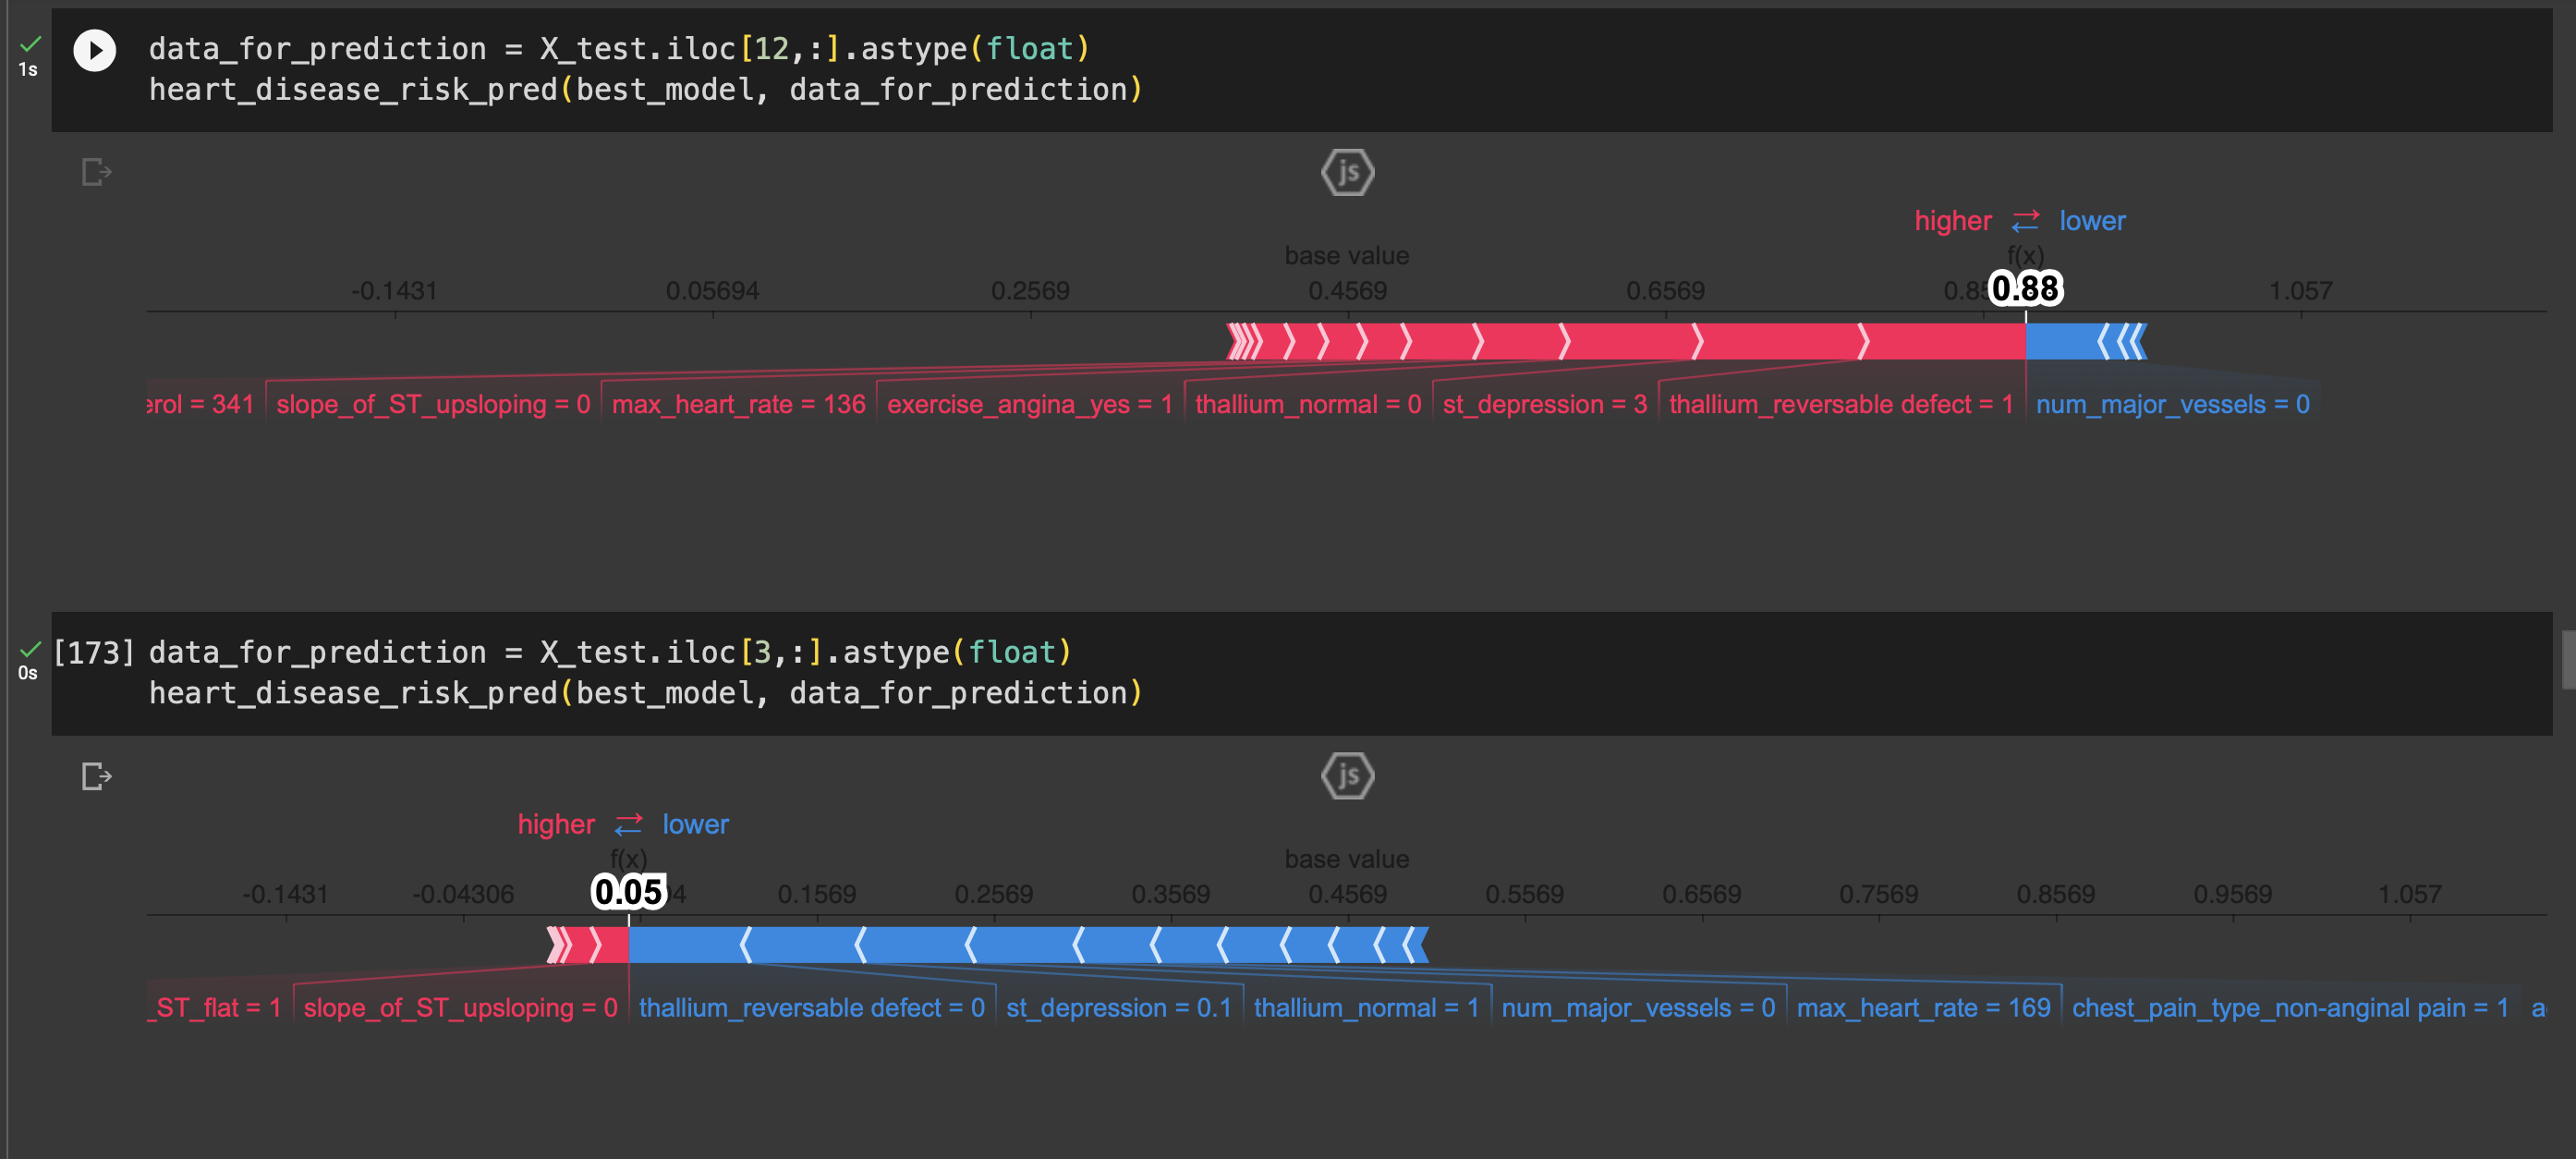 data_for_prediction = X_test.iloc[12,:].astype(float)
1s
heart_disease_risk_pred(best_model, data_for_prediction)
js
higher lower
base value f(x)
-0.1431 0.05694 0.2569 0.4569 0.6569 0.88 1.057
erol = 341 slope_of_ST_upsloping = 0 max_heart_rate = 136 exercise_angina_yes = 1 thallium_normal = 0 st_depression = 3 thallium_reversable defect = 1 num_major_vessels = 0
[173] data_for_prediction = X_test.iloc[3,:].astype(float)
0s
heart_disease_risk_pred(best_model, data_for_prediction)
js
higher lower
f(x) base value
-0.1431 -0.04306 0.05 0.1569 0.2569 0.3569 0.4569 0.5569 0.6569 0.7569 0.8569 0.9569 1.057
_ST_flat = 1 slope_of_ST_upsloping = 0 thallium_reversable defect = 0 st_depression = 0.1 thallium_normal = 1 num_major_vessels = 0 max_heart_rate = 169 chest_pain_type_non-anginal pain = 1 a